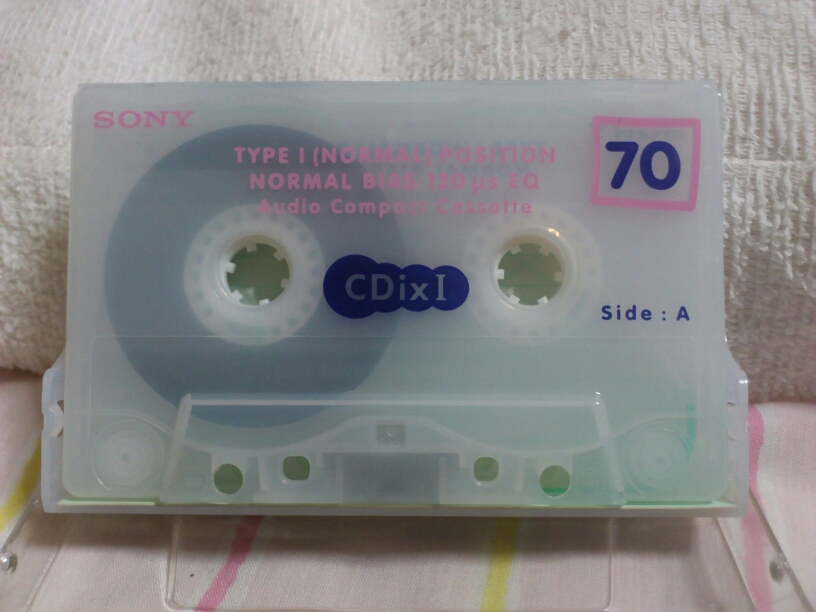 SONY
TYPE I (NORMAL) POSITION
NORMAL BIAS 120 µs EQ
Audio Compact Cassette
70
CDixI
Side : A